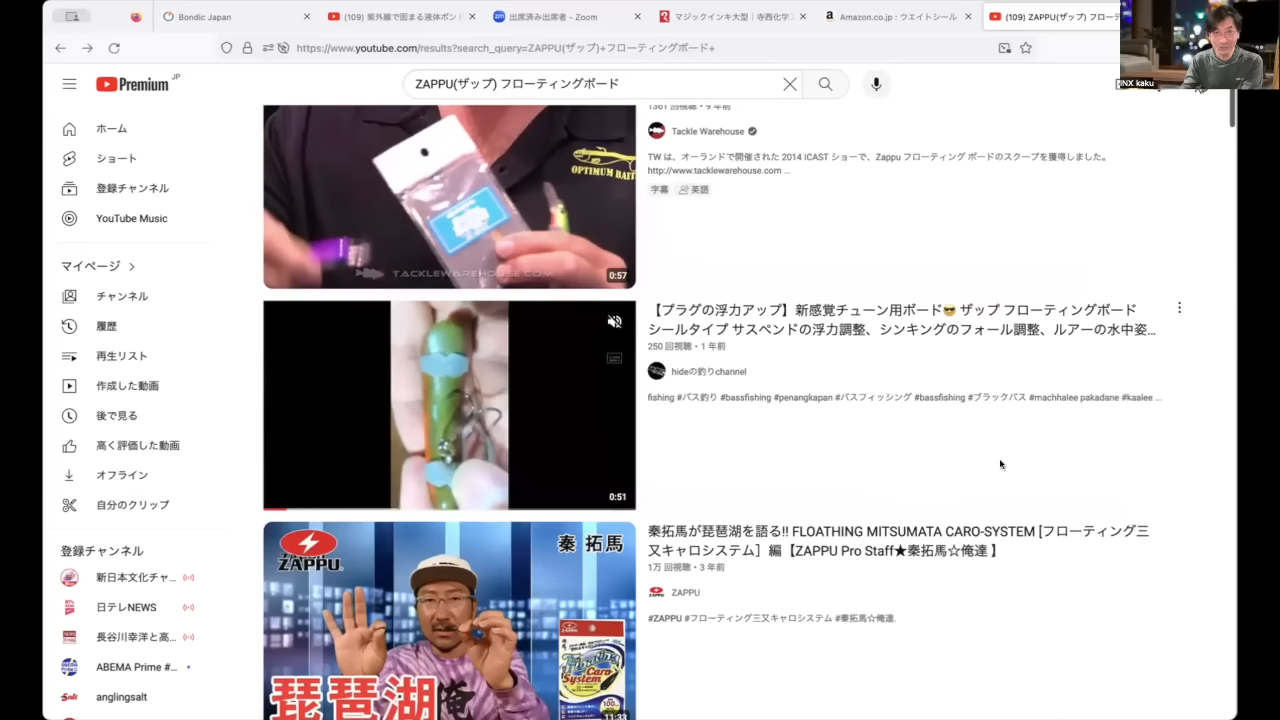 Bondic Japan
(109) 紫外線で固まる液体ボンド
出席済み出席者 - Zoom
マジックインキ大型｜寺西化学工
Amazon.co.jp : ウエイトシール
(109) ZAPPU(ザップ) フロー
https://www.youtube.com/results?search_query=ZAPPU(ザップ)+フローティングボード+
INX kaku
Premium JP
ZAPPU(ザップ) フローティングボード
ホーム
ショート
登録チャンネル
YouTube Music
マイページ
チャンネル
履歴
再生リスト
作成した動画
後で見る
高く評価した動画
オフライン
自分のクリップ
登録チャンネル
新日本文化チャ...
日テレNEWS
長谷川幸洋と高...
ABEMA Prime #...
anglingsalt
OPTIMUM BAIT
TACKLEWAREHOUSE.COM
0:57
1361 回視聴・9 年前
Tackle Warehouse
TW は、オーランドで開催された 2014 ICAST ショーで、Zappu フローティング ボードのスクープを獲得しました。
http://www.tacklewarehouse.com ...
字幕 英語
0:51
【プラグの浮力アップ】新感覚チューン用ボード😎 ザップ フローティングボード
シールタイプ サスペンドの浮力調整、シンキングのフォール調整、ルアーの水中姿...
250 回視聴・1 年前
hideの釣りchannel
fishing #バス釣り #bassfishing #penangkapan #バスフィッシング #bassfishing #ブラックバス #machhalee pakadane #kaalee ...
ZAPPU
秦 拓馬
ZAPPU
Floating
Caro
System
琵琶湖 俺
11:33
秦拓馬が琵琶湖を語る!! FLOATHING MITSUMATA CARO-SYSTEM [フローティング三
又キャロシステム］編【ZAPPU Pro Staff★秦拓馬☆俺達 】
1万 回視聴・3 年前
ZAPPU
#ZAPPU #フローティング三又キャロシステム #秦拓馬☆俺達.